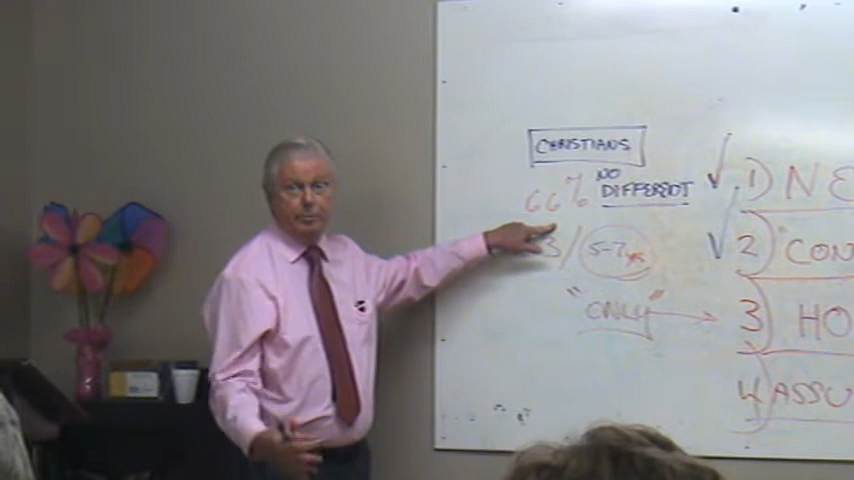 CHRISTIANS
66% NO
DIFFERENT
3/ 5-7 yrs
"ONLY"
1) NE
2) "CON
3) HO
4) ASSU